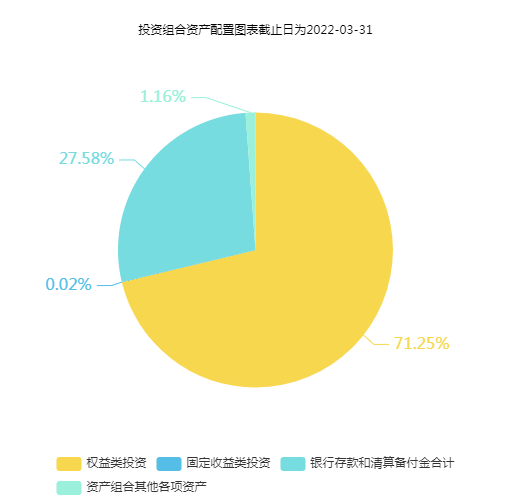 投资组合资产配置图表截止日为2022-03-31
1.16%
27.58%
0.02%
71.25%
权益类投资 固定收益类投资 银行存款和清算备付金合计
资产组合其他各项资产